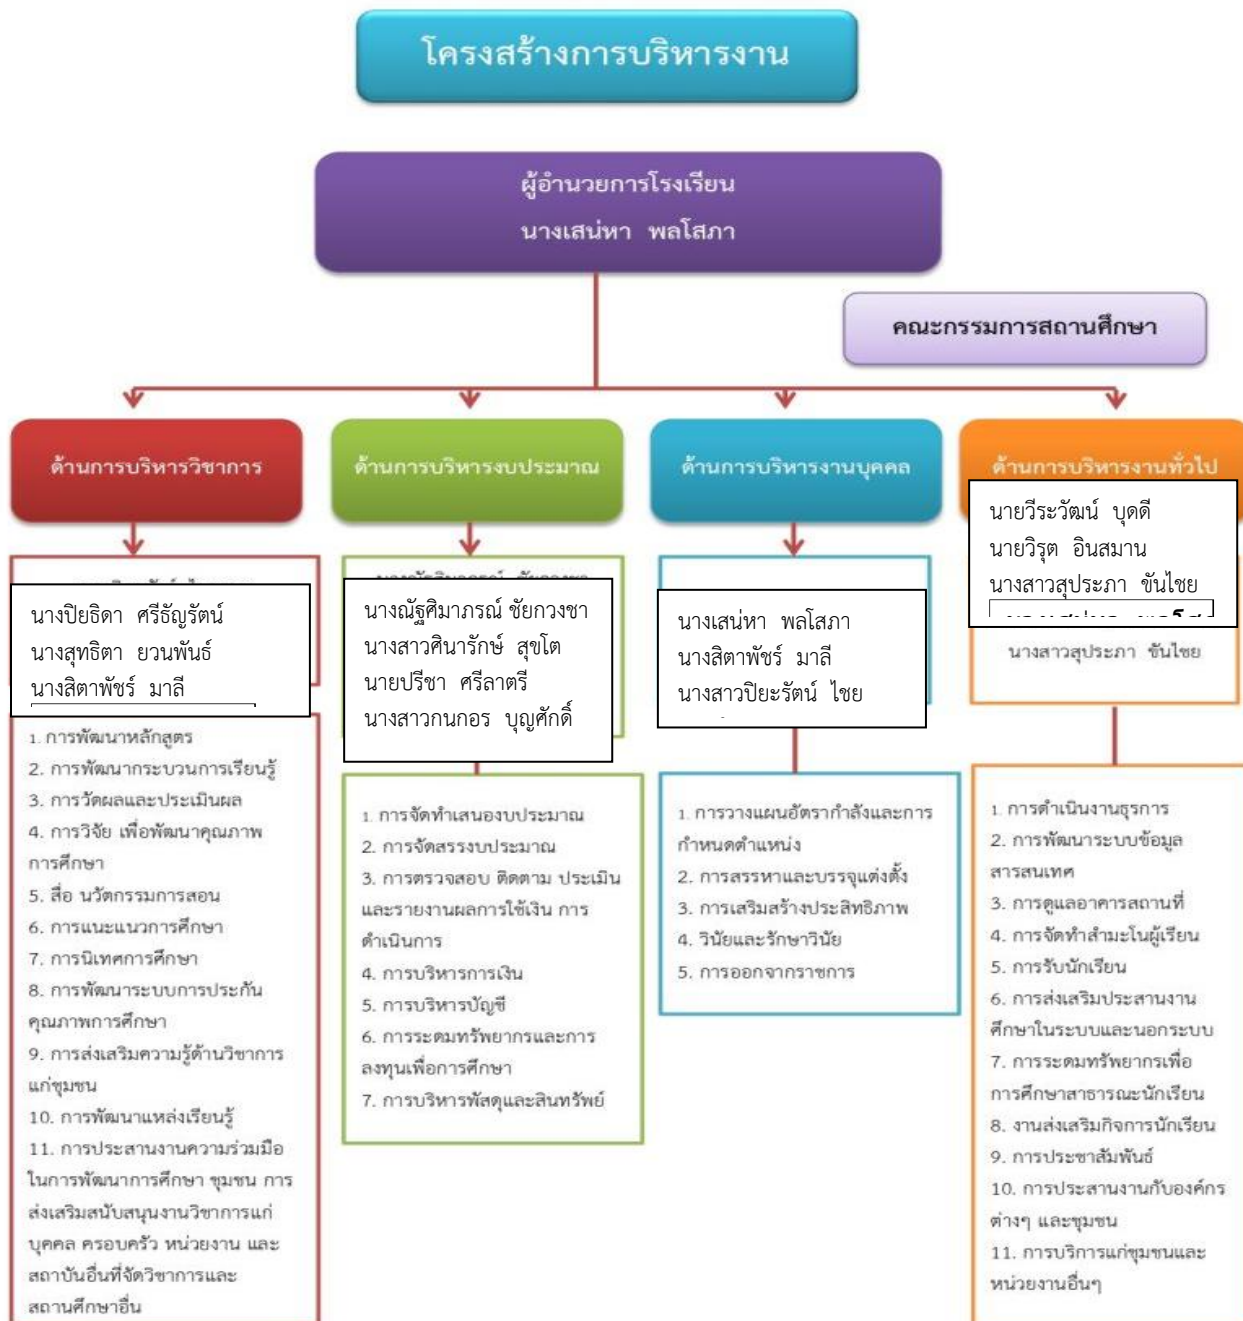 โครงสร้างการบริหารงาน
ผู้อำนวยการโรงเรียน
นางเสน่หา พลโสภา
คณะกรรมการสถานศึกษา
ด้านการบริหารวิชาการ
นางปิยธิดา ศรีธัญรัตน์
นางสุทธิตา ยวนพันธ์
นางสิตาพัชร์ มาลี
1. การพัฒนาหลักสูตร
2. การพัฒนากระบวนการเรียนรู้
3. การวัดผลและประเมินผล
4. การวิจัย เพื่อพัฒนาคุณภาพ
การศึกษา
5. สื่อ นวัตกรรมการสอน
6. การแนะแนวการศึกษา
7. การนิเทศการศึกษา
8. การพัฒนาระบบการประกัน
คุณภาพการศึกษา
9. การส่งเสริมความรู้ด้านวิชาการ
แก่ชุมชน
10. การพัฒนาแหล่งเรียนรู้
11. การประสานงานความร่วมมือ
ในการพัฒนาการศึกษา ชุมชน การ
ส่งเสริมสนับสนุนงานวิชาการแก่
บุคคล ครอบครัว หน่วยงาน และ
สถาบันอื่นที่จัดวิชาการและ
สถานศึกษาอื่น
ด้านการบริหารงบประมาณ
นางณัฐศิมาภรณ์ ชัยกวงชา
นางสาวศินารักษ์ สุขโต
นายปรีชา ศรีลาตรี
นางสาวกนกอร บุญศักดิ์
1. การจัดทำเสนองบประมาณ
2. การจัดสรรงบประมาณ
3. การตรวจสอบ ติดตาม ประเมิน
และรายงานผลการใช้เงิน การ
ดำเนินการ
4. การบริหารการเงิน
5. การบริหารบัญชี
6. การระดมทรัพยากรและการ
ลงทุนเพื่อการศึกษา
7. การบริหารพัสดุและสินทรัพย์
ด้านการบริหารงานบุคคล
นางเสน่หา พลโสภา
นางสิตาพัชร์ มาลี
นางสาวปิยะรัตน์ ไชย
1. การวางแผนอัตรากำลังและการ
กำหนดตำแหน่ง
2. การสรรหาและบรรจุแต่งตั้ง
3. การเสริมสร้างประสิทธิภาพ
4. วินัยและรักษาวินัย
5. การออกจากราชการ
ด้านการบริหารงานทั่วไป
นายวีระวัฒน์ บุดดี
นายวิรุต อินสมาน
นางสาวสุประภา ขันไชย
นางสาวสุประภา ขันไชย
1. การดำเนินงานธุรการ
2. การพัฒนาระบบข้อมูล
สารสนเทศ
3. การดูแลอาคารสถานที่
4. การจัดทำสำมะโนผู้เรียน
5. การรับนักเรียน
6. การส่งเสริมประสานงาน
ศึกษาในระบบและนอกระบบ
7. การระดมทรัพยากรเพื่อ
การศึกษาสาธารณะนักเรียน
8. งานส่งเสริมกิจการนักเรียน
9. การประชาสัมพันธ์
10. การประสานงานกับองค์กร
ต่างๆ และชุมชน
11. การบริการแก่ชุมชนและ
หน่วยงานอื่นๆ